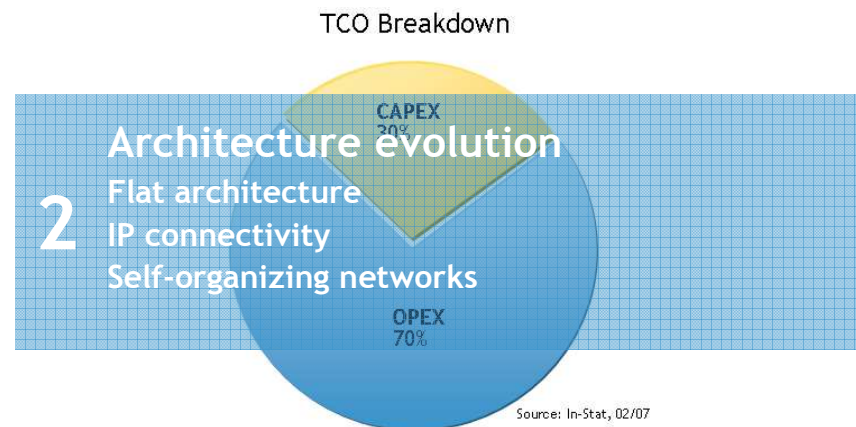 TCO Breakdown
CAPEX
30%
Architecture evolution
2
Flat architecture
IP connectivity
Self-organizing networks
OPEX
70%
Source: In-Stat, 02/07